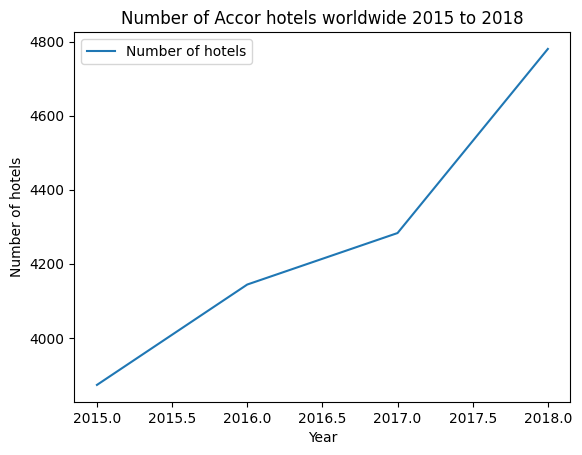 Number of Accor hotels worldwide 2015 to 2018
Number of hotels
Number of hotels
4800
4600
4400
4200
4000
2015.0 2015.5 2016.0 2016.5 2017.0 2017.5 2018.0
Year